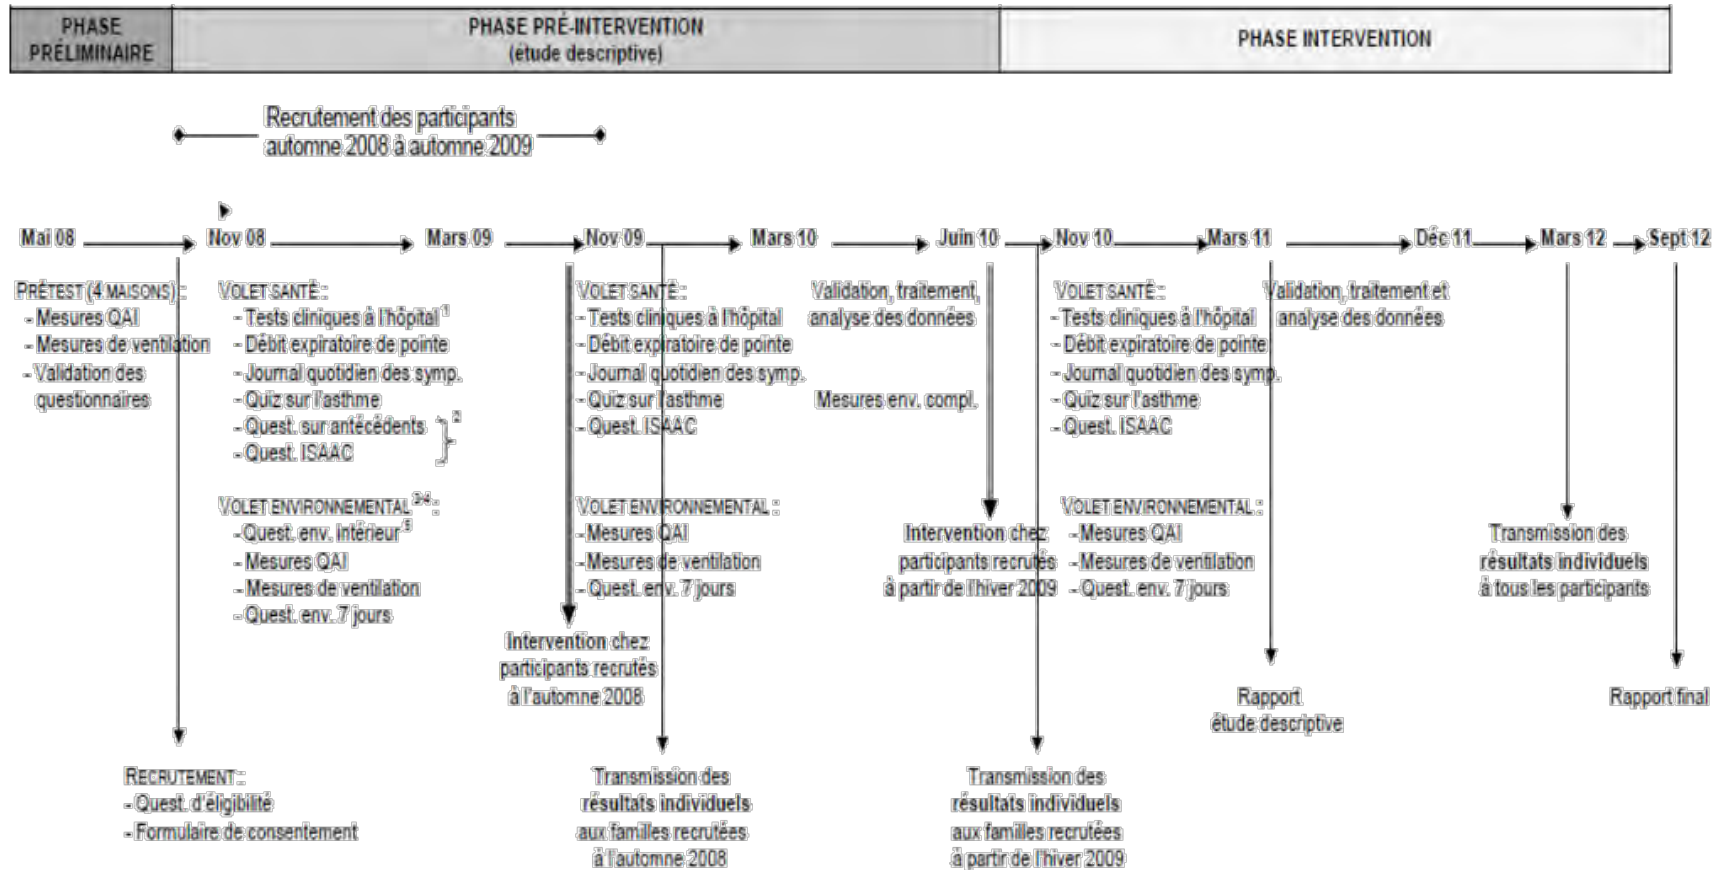 PHASE
PRÉLIMINAIRE
PHASE PRÉ-INTERVENTION
(étude descriptive)
PHASE INTERVENTION
Recrutement des participants
automne 2008 à automne 2009
Mai 08
Nov 08
Mars 09
Nov 09
Mars 10
Juin 10
Nov 10
Mars 11
Déc 11
Mars 12
Sept 12
PRÉTEST (4 MAISONS) :
- Mesures QAI
- Mesures de ventilation
- Validation des
questionnaires
VOLET SANTÉ :
- Tests cliniques à l'hôpital 1
- Débit expiratoire de pointe
- Journal quotidien des symp.
- Quiz sur l'asthme
- Quest. sur antécédents 2
- Quest. ISAAC
VOLET ENVIRONNEMENTAL 3-4 :
- Quest. env. intérieur 5
- Mesures QAI
- Mesures de ventilation
- Quest. env. 7 jours
VOLET SANTÉ :
- Tests cliniques à l'hôpital
- Débit expiratoire de pointe
- Journal quotidien des symp.
- Quiz sur l'asthme
- Quest. ISAAC
VOLET ENVIRONNEMENTAL :
- Mesures QAI
- Mesures de ventilation
- Quest. env. 7 jours
Validation, traitement,
analyse des données
Mesures env. compl.
VOLET SANTÉ :
- Tests cliniques à l'hôpital
- Débit expiratoire de pointe
- Journal quotidien des symp.
- Quiz sur l'asthme
- Quest. ISAAC
VOLET ENVIRONNEMENTAL :
- Mesures QAI
- Mesures de ventilation
- Quest. env. 7 jours
Validation, traitement et
analyse des données
Intervention chez
participants recrutés
à l'automne 2008
Intervention chez
participants recrutés
à partir de l'hiver 2009
Transmission des
résultats individuels
à tous les participants
Rapport
étude descriptive
Rapport final
RECRUTEMENT :
- Quest. d'éligibilité
- Formulaire de consentement
Transmission des
résultats individuels
aux familles recrutées
à l'automne 2008
Transmission des
résultats individuels
aux familles recrutées
à partir de l'hiver 2009